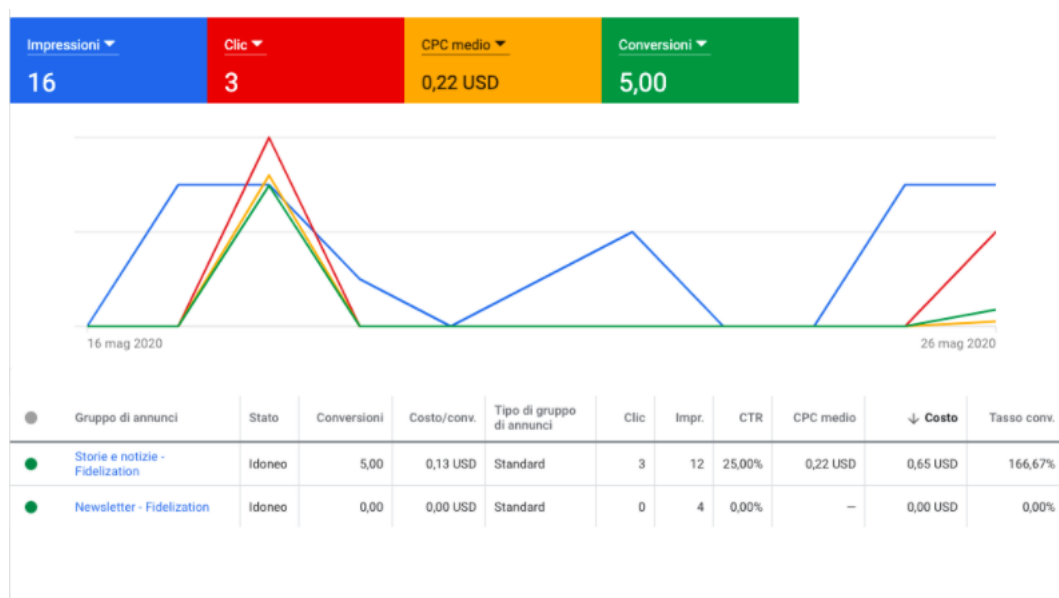 Impressioni Clic CPC medio Conversioni
16 3 0,22 USD 5,00
16 mag 2020 26 mag 2020
Gruppo di annunci Stato Conversioni Costo/conv. Tipo di gruppo di annunci Clic Impr. CTR CPC medio ↓ Costo Tasso conv.
Storie e notizie - Fidelization Idoneo 5,00 0,13 USD Standard 3 12 25,00% 0,22 USD 0,65 USD 166,67%
Newsletter - Fidelization Idoneo 0,00 0,00 USD Standard 0 4 0,00% — 0,00 USD 0,00%